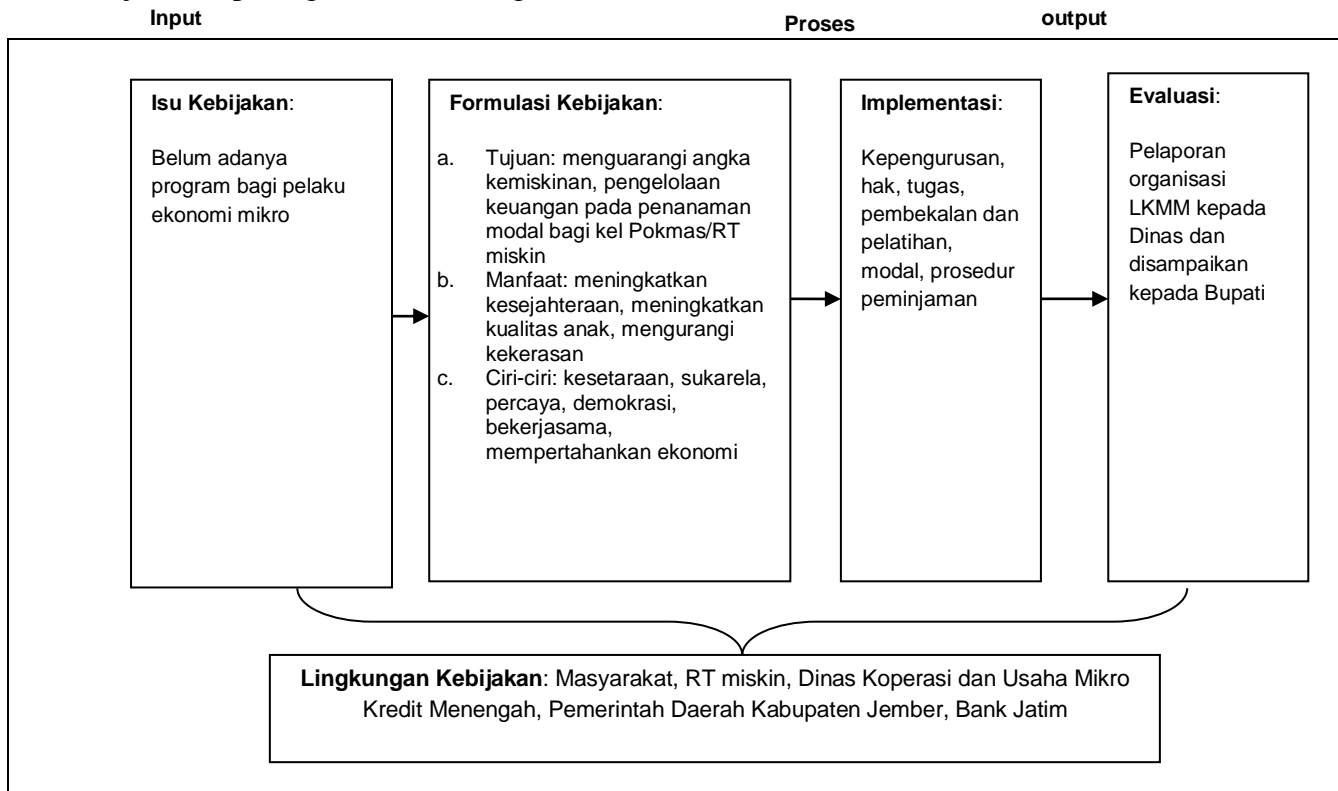 Input
Proses
output
Isu Kebijakan:
Belum adanya
program bagi pelaku
ekonomi mikro
Formulasi Kebijakan:
a. Tujuan: menguarangi angka
kemiskinan, pengelolaan
keuangan pada penanaman
modal bagi kel Pokmas/RT
miskin
b. Manfaat: meningkatkan
kesejahteraan, meningkatkan
kualitas anak, mengurangi
kekerasan
c. Ciri-ciri: kesetaraan, sukarela,
percaya, demokrasi,
bekerjasama,
mempertahankan ekonomi
Implementasi:
Kepengurusan,
hak, tugas,
pembekalan dan
pelatihan,
modal, prosedur
peminjaman
Evaluasi:
Pelaporan
organisasi
LKMM kepada
Dinas dan
disampaikan
kepada Bupati
Lingkungan Kebijakan: Masyarakat, RT miskin, Dinas Koperasi dan Usaha Mikro
Kredit Menengah, Pemerintah Daerah Kabupaten Jember, Bank Jatim